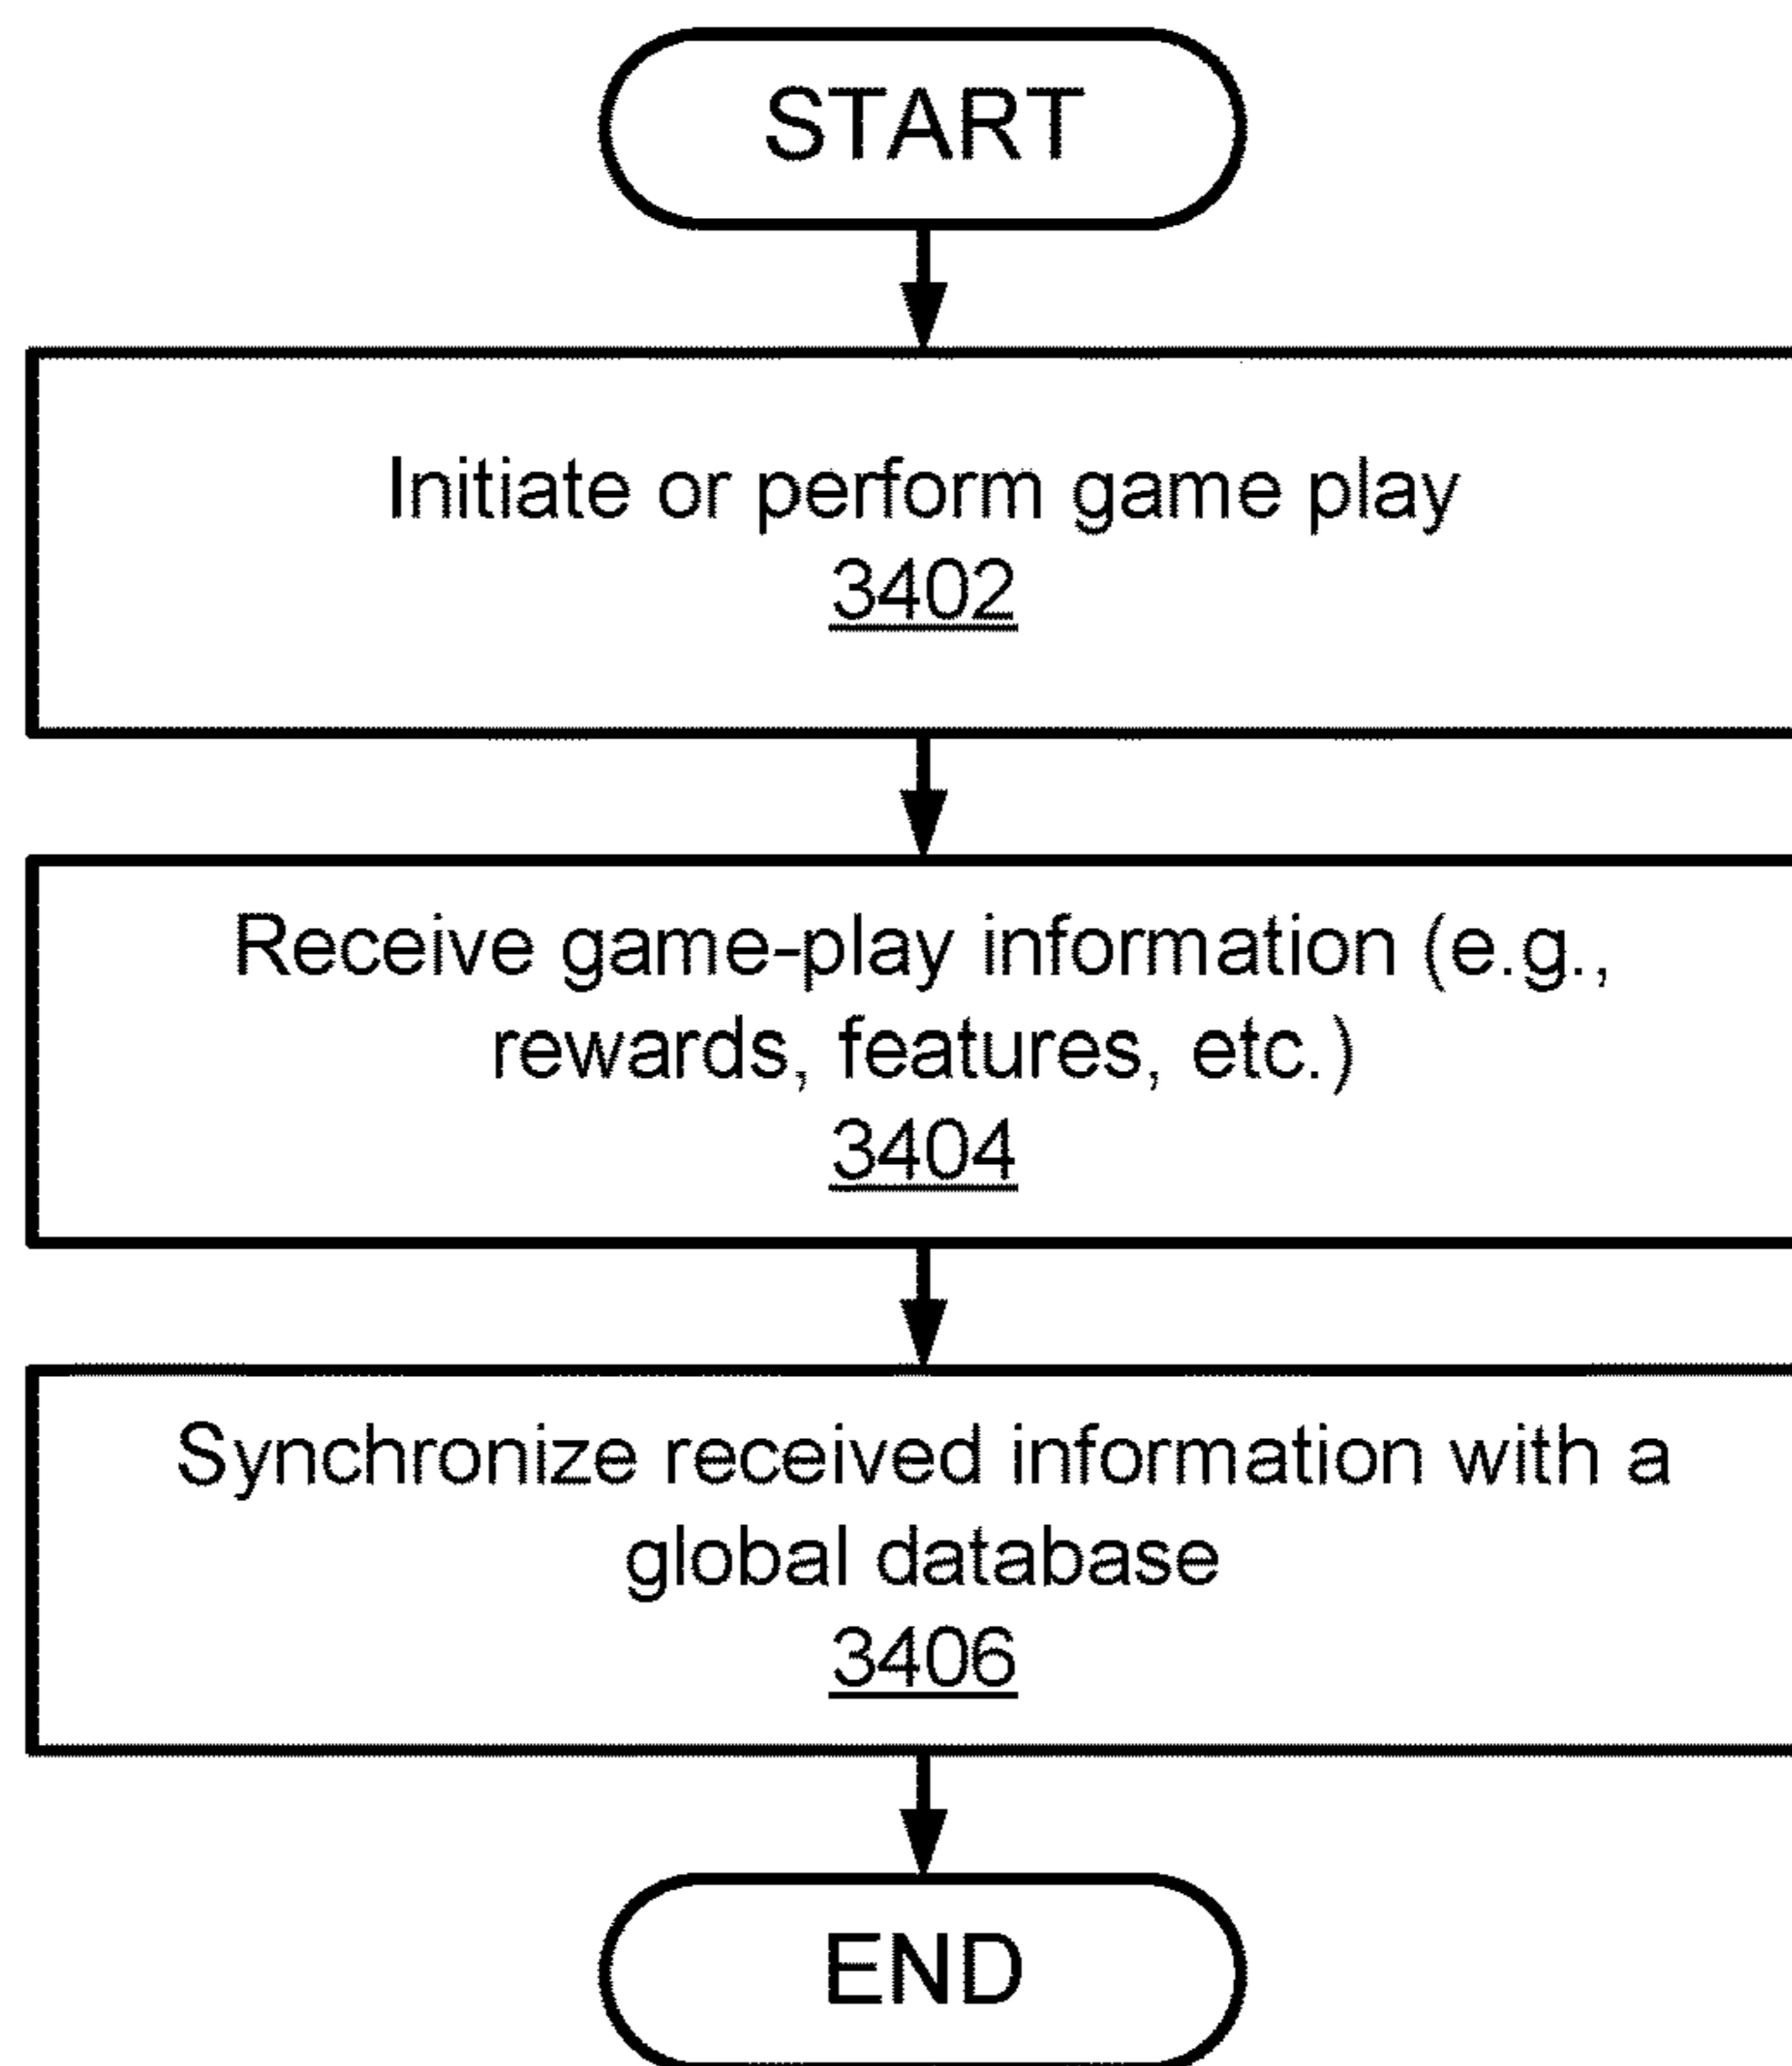 START
Initiate or perform game play
3402
Receive game-play information (e.g.,
rewards, features, etc.)
3404
Synchronize received information with a
global database
3406
END